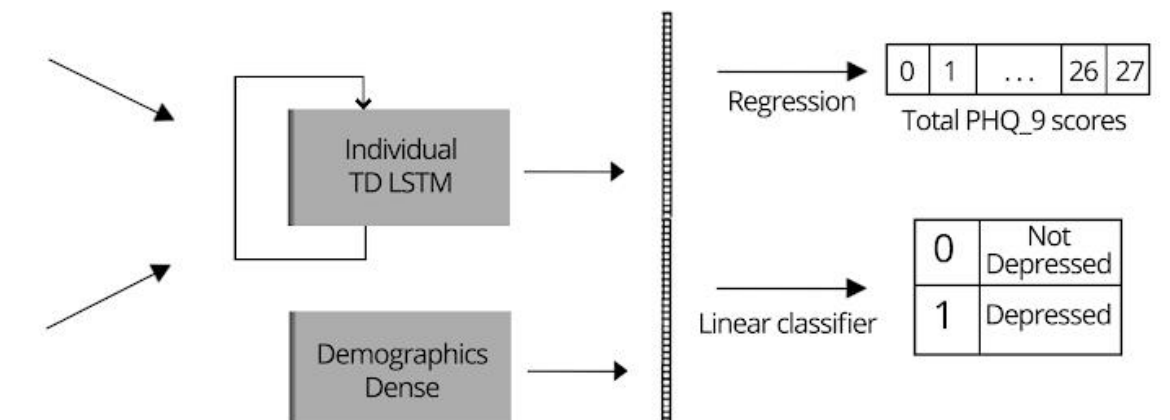 Individual
TD LSTM
Demographics
Dense
Regression
0 1 ... 26 27
Total PHQ_9 scores
Linear classifier
0 Not
Depressed
1 Depressed